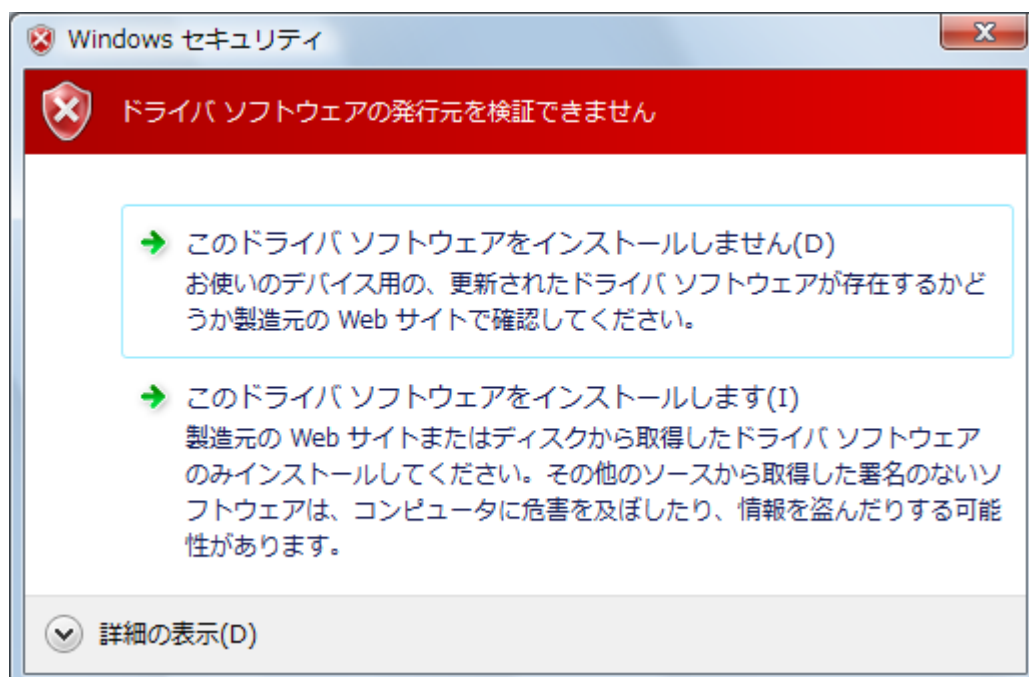 Windows セキュリティ
ドライバ ソフトウェアの発行元を検証できません
このドライバ ソフトウェアをインストールしません(D)
お使いのデバイス用の、更新されたドライバ ソフトウェアが存在するかど
うか製造元の Web サイトで確認してください。
このドライバ ソフトウェアをインストールします(I)
製造元の Web サイトまたはディスクから取得したドライバ ソフトウェア
のみインストールしてください。その他のソースから取得した署名のないソ
フトウェアは、コンピュータに危害を及ぼしたり、情報を盗んだりする可能
性があります。
詳細の表示(D)